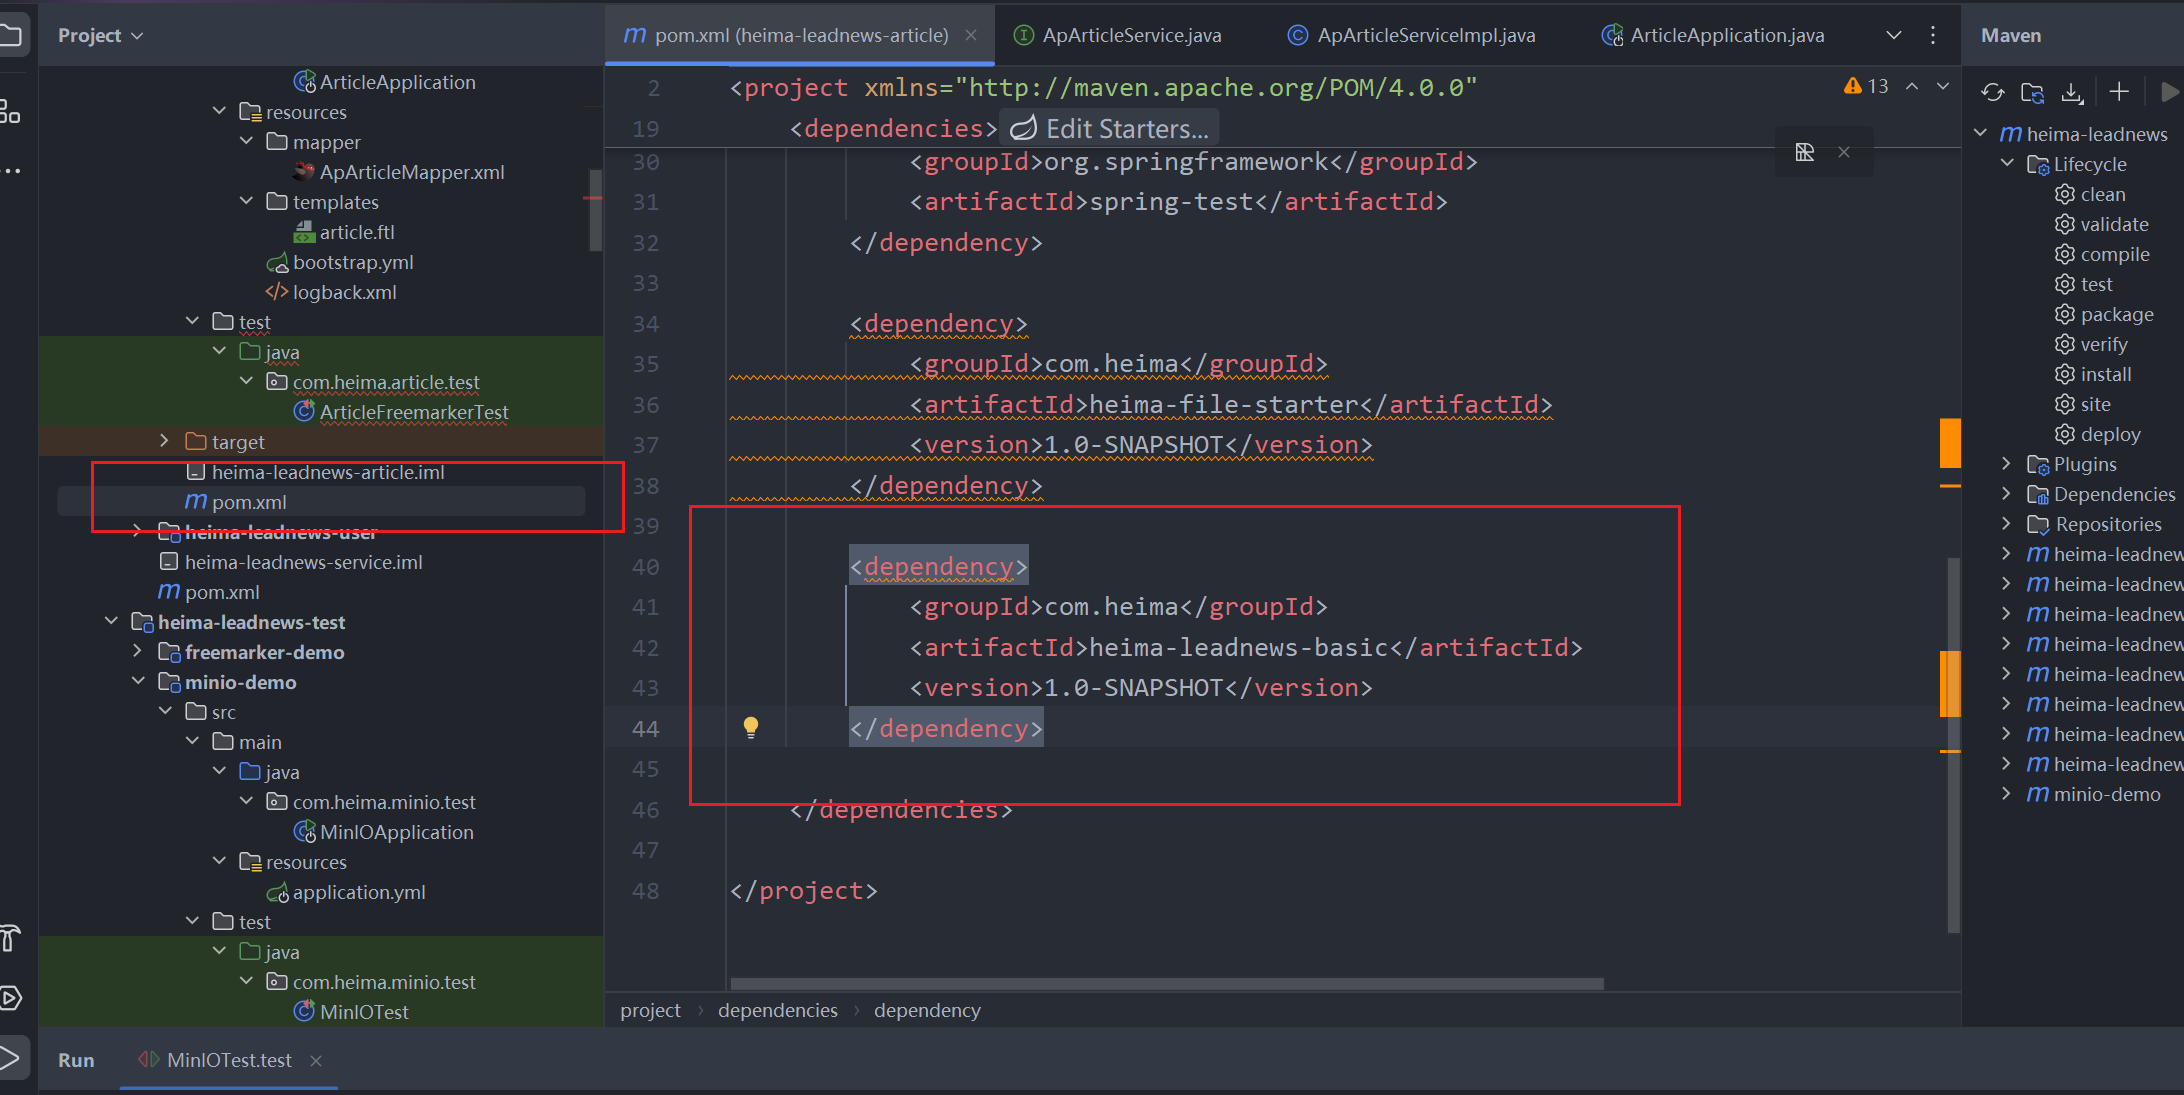 Project
pom.xml (heima-leadnews-article)
ApArticleService.java
ApArticleServiceImpl.java
ArticleApplication.java
Maven
ArticleApplication
resources
mapper
ApArticleMapper.xml
templates
article.ftl
bootstrap.yml
logback.xml
test
java
com.heima.article.test
ArticleFreemarkerTest
target
heima-leadnews-article.iml
pom.xml
heima-leadnews-user
heima-leadnews-service.iml
pom.xml
heima-leadnews-test
freemarker-demo
minio-demo
src
main
java
com.heima.minio.test
MinIOApplication
resources
application.yml
test
java
com.heima.minio.test
MinIOTest
2 <project xmlns="http://maven.apache.org/POM/4.0.0"
13
19 <dependencies> Edit Starters...
30 <groupId>org.springframework</groupId>
31 <artifactId>spring-test</artifactId>
32 </dependency>
33
34 <dependency>
35 <groupId>com.heima</groupId>
36 <artifactId>heima-file-starter</artifactId>
37 <version>1.0-SNAPSHOT</version>
38 </dependency>
39
40 <dependency>
41 <groupId>com.heima</groupId>
42 <artifactId>heima-leadnews-basic</artifactId>
43 <version>1.0-SNAPSHOT</version>
44 </dependency>
45
46 </dependencies>
47
48 </project>
project › dependencies › dependency
heima-leadnews
Lifecycle
clean
validate
compile
test
package
verify
install
site
deploy
Plugins
Dependencies
Repositories
heima-leadnew
heima-leadnew
heima-leadnew
heima-leadnew
heima-leadnew
heima-leadnew
heima-leadnew
heima-leadnew
minio-demo
Run
MinIOTest.test